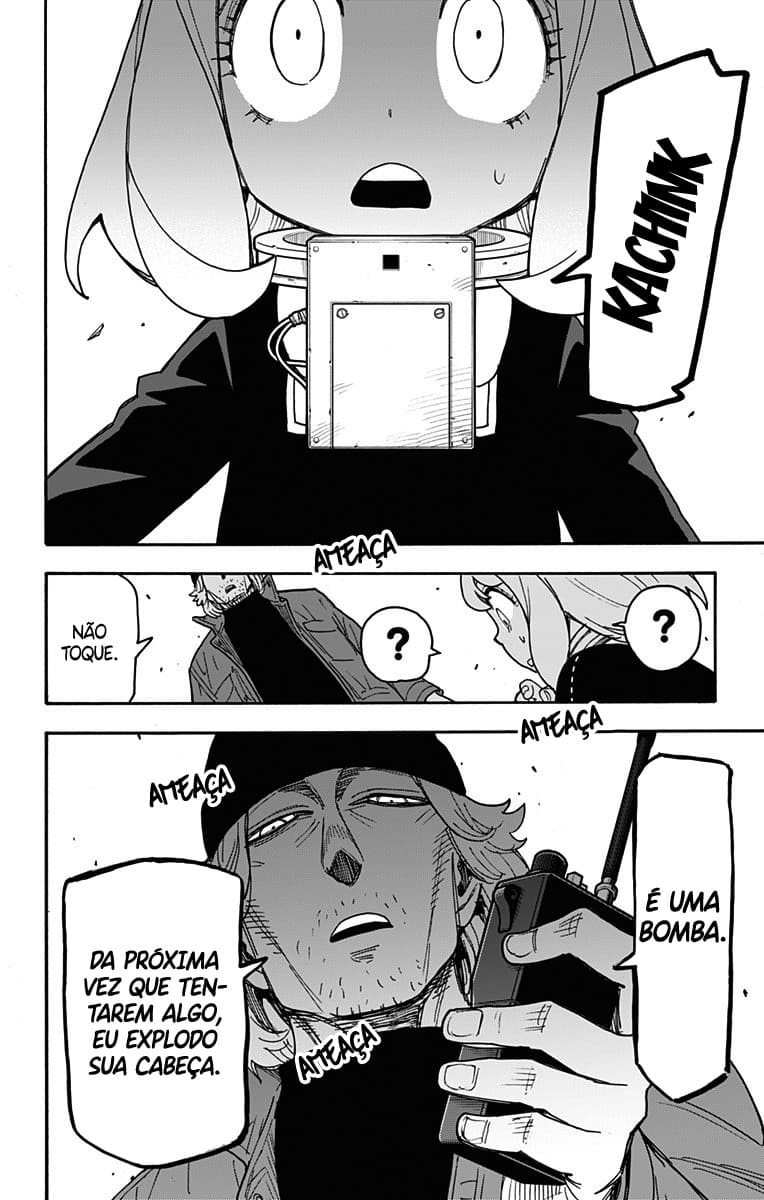 KACHINK
AMEAÇA
?
?
NÃO
TOQUE.
AMEAÇA
É UMA
BOMBA.
AMEAÇA
DA PRÓXIMA
VEZ QUE TEN-
TAREM ALGO,
EU EXPLODO
SUA CABEÇA.
AMEAÇA